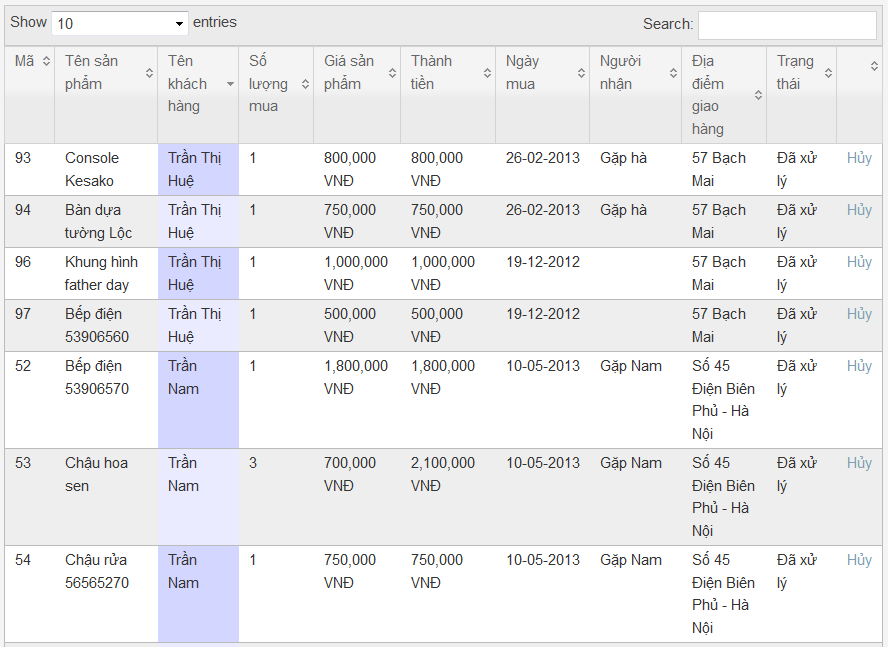 Show 10 entries Search:
Mã Tên sản phẩm Tên khách hàng Số lượng mua Giá sản phẩm Thành tiền Ngày mua Người nhận Địa điểm giao hàng Trạng thái
93 Console Kesako Trần Thị Huệ 1 800,000 VNĐ 800,000 VNĐ 26-02-2013 Gặp hà 57 Bạch Mai Đã xử lý Hủy
94 Bàn dựa tường Lộc Trần Thị Huệ 1 750,000 VNĐ 750,000 VNĐ 26-02-2013 Gặp hà 57 Bạch Mai Đã xử lý Hủy
96 Khung hình father day Trần Thị Huệ 1 1,000,000 VNĐ 1,000,000 VNĐ 19-12-2012 57 Bạch Mai Đã xử lý Hủy
97 Bếp điện 53906560 Trần Thị Huệ 1 500,000 VNĐ 500,000 VNĐ 19-12-2012 57 Bạch Mai Đã xử lý Hủy
52 Bếp điện 53906570 Trần Nam 1 1,800,000 VNĐ 1,800,000 VNĐ 10-05-2013 Gặp Nam Số 45 Điện Biên Phủ - Hà Nội Đã xử lý Hủy
53 Chậu hoa sen Trần Nam 3 700,000 VNĐ 2,100,000 VNĐ 10-05-2013 Gặp Nam Số 45 Điện Biên Phủ - Hà Nội Đã xử lý Hủy
54 Chậu rửa 56565270 Trần Nam 1 750,000 VNĐ 750,000 VNĐ 10-05-2013 Gặp Nam Số 45 Điện Biên Phủ - Hà Nội Đã xử lý Hủy